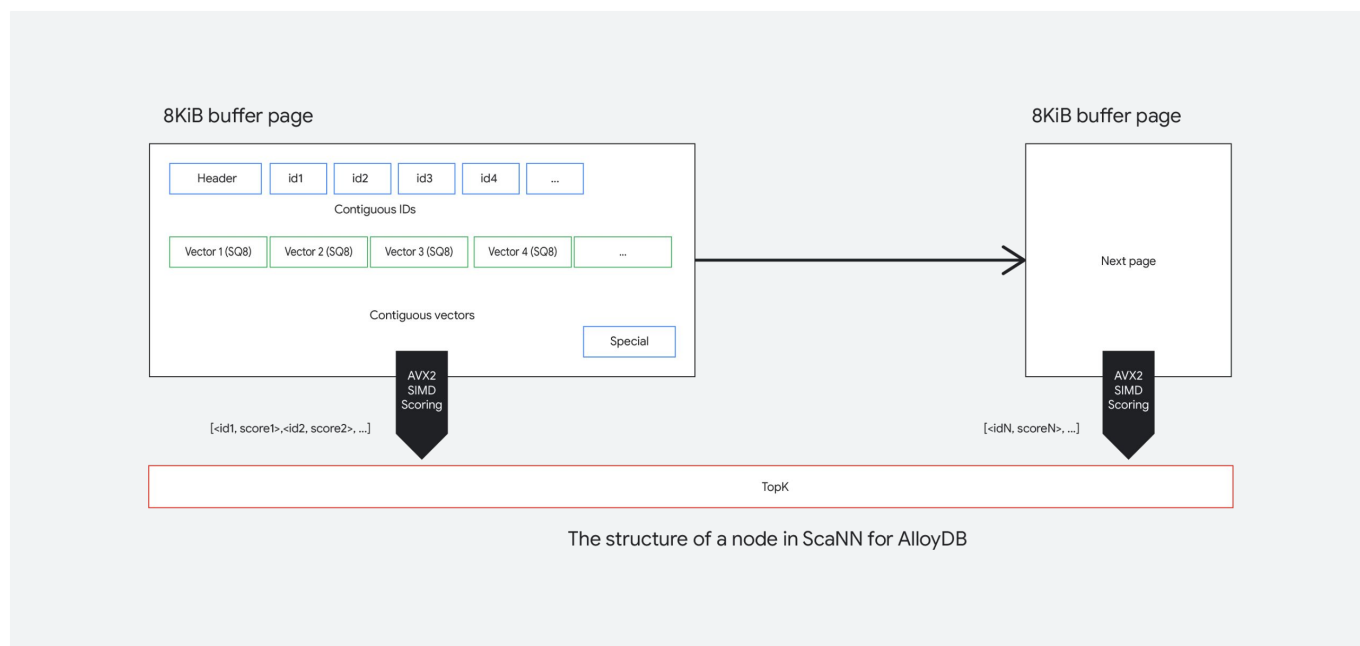 8KiB buffer page
8KiB buffer page
Header
id1
id2
id3
id4
...
Contiguous IDs
Vector 1 (SQ8)
Vector 2 (SQ8)
Vector 3 (SQ8)
Vector 4 (SQ8)
...
Next page
Contiguous vectors
Special
AVX2
SIMD
Scoring
[<id1, score1>,<id2, score2>, ...]
AVX2
SIMD
Scoring
[<idN, scoreN>, ...]
TopK
The structure of a node in ScaNN for AlloyDB